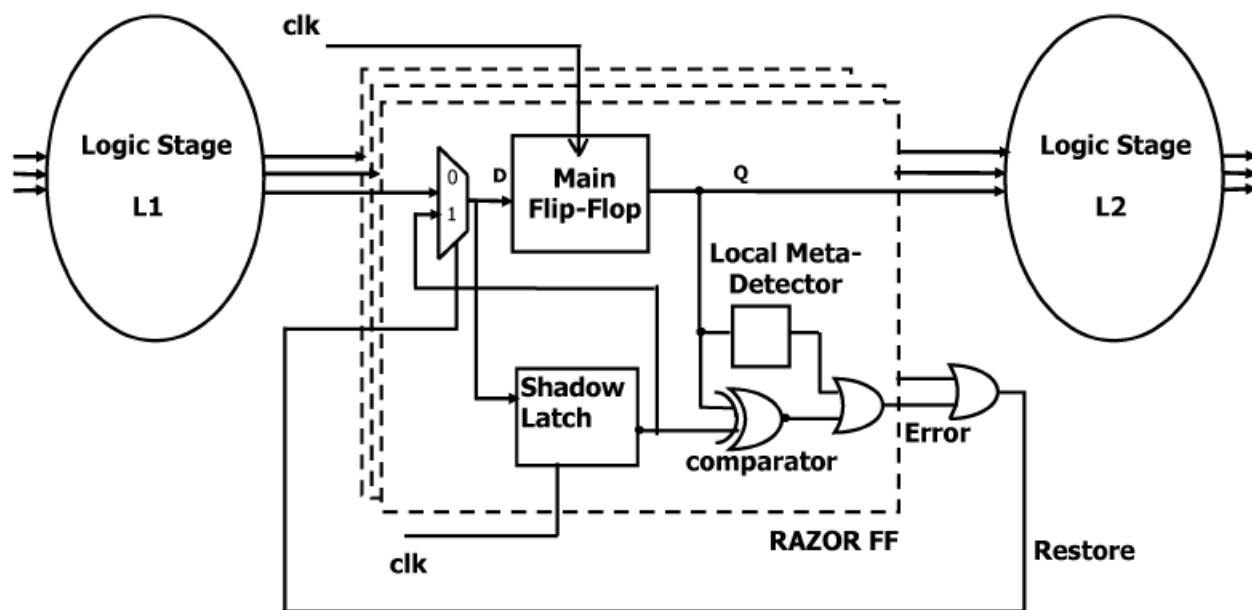 clk
Logic Stage
L1
0
1
D
Main
Flip-Flop
Q
Logic Stage
L2
Local Meta-
Detector
Shadow
Latch
comparator
Error
RAZOR FF
Restore
clk